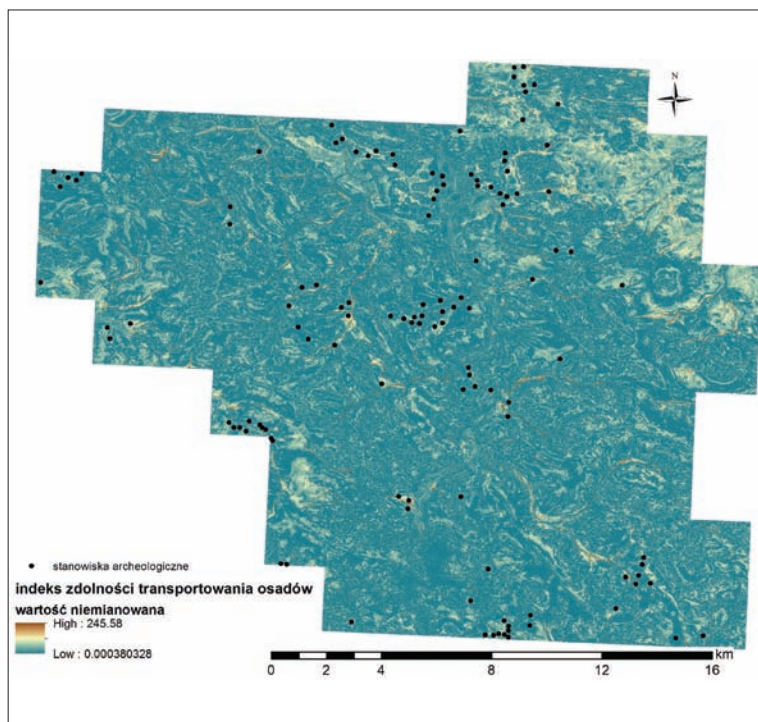 N
stanowiska archeologiczne
indeks zdolności transportowania osadów
wartość niemianowana
High : 245.58
Low : 0.000380328
km
0 2 4 8 12 16